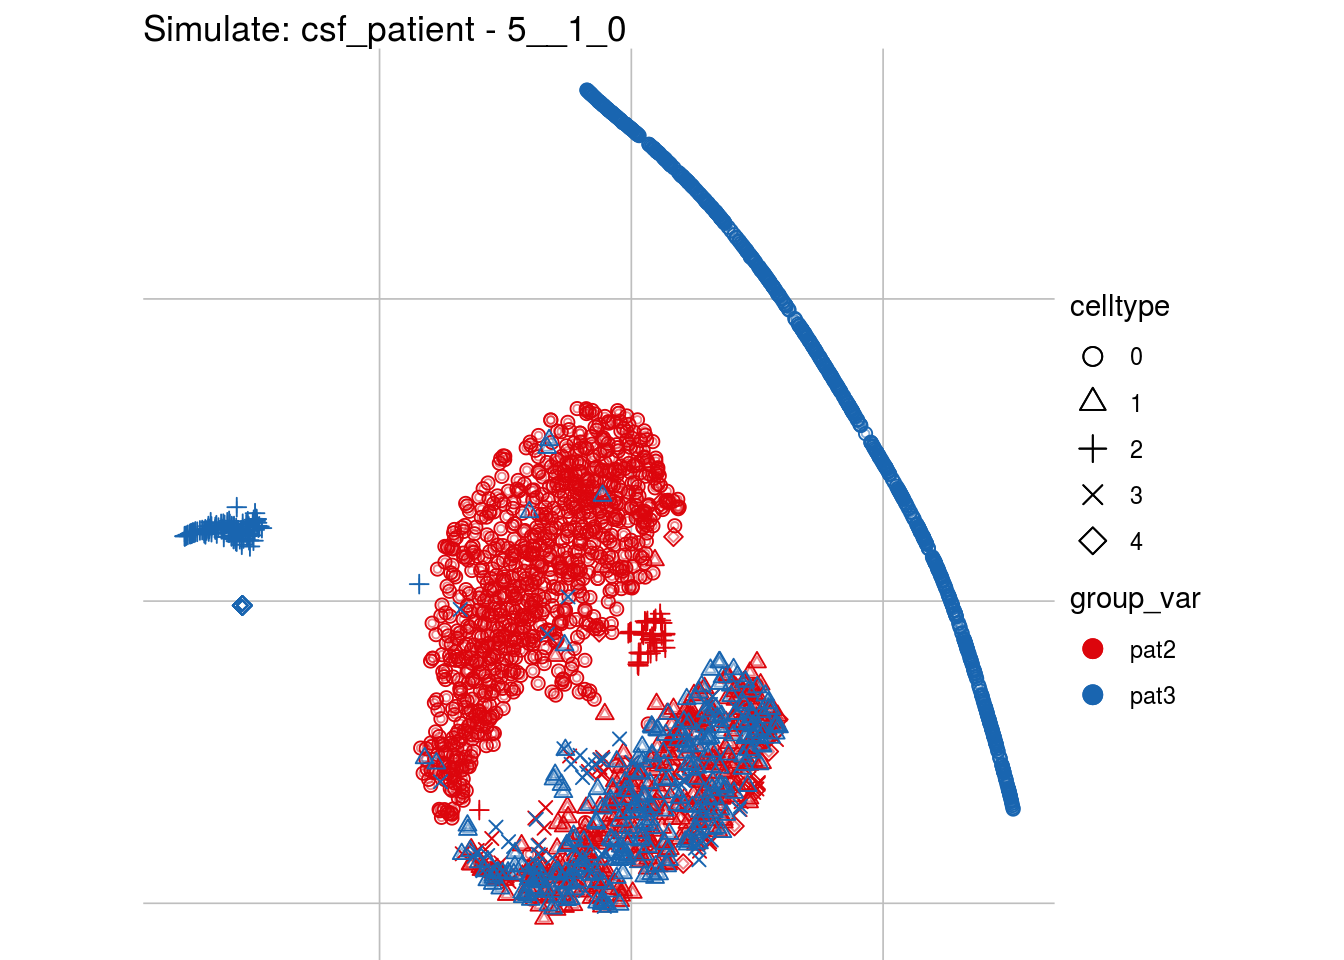 Simulate: csf_patient - 5__1_0
celltype
0
1
2
3
4
group_var
pat2
pat3